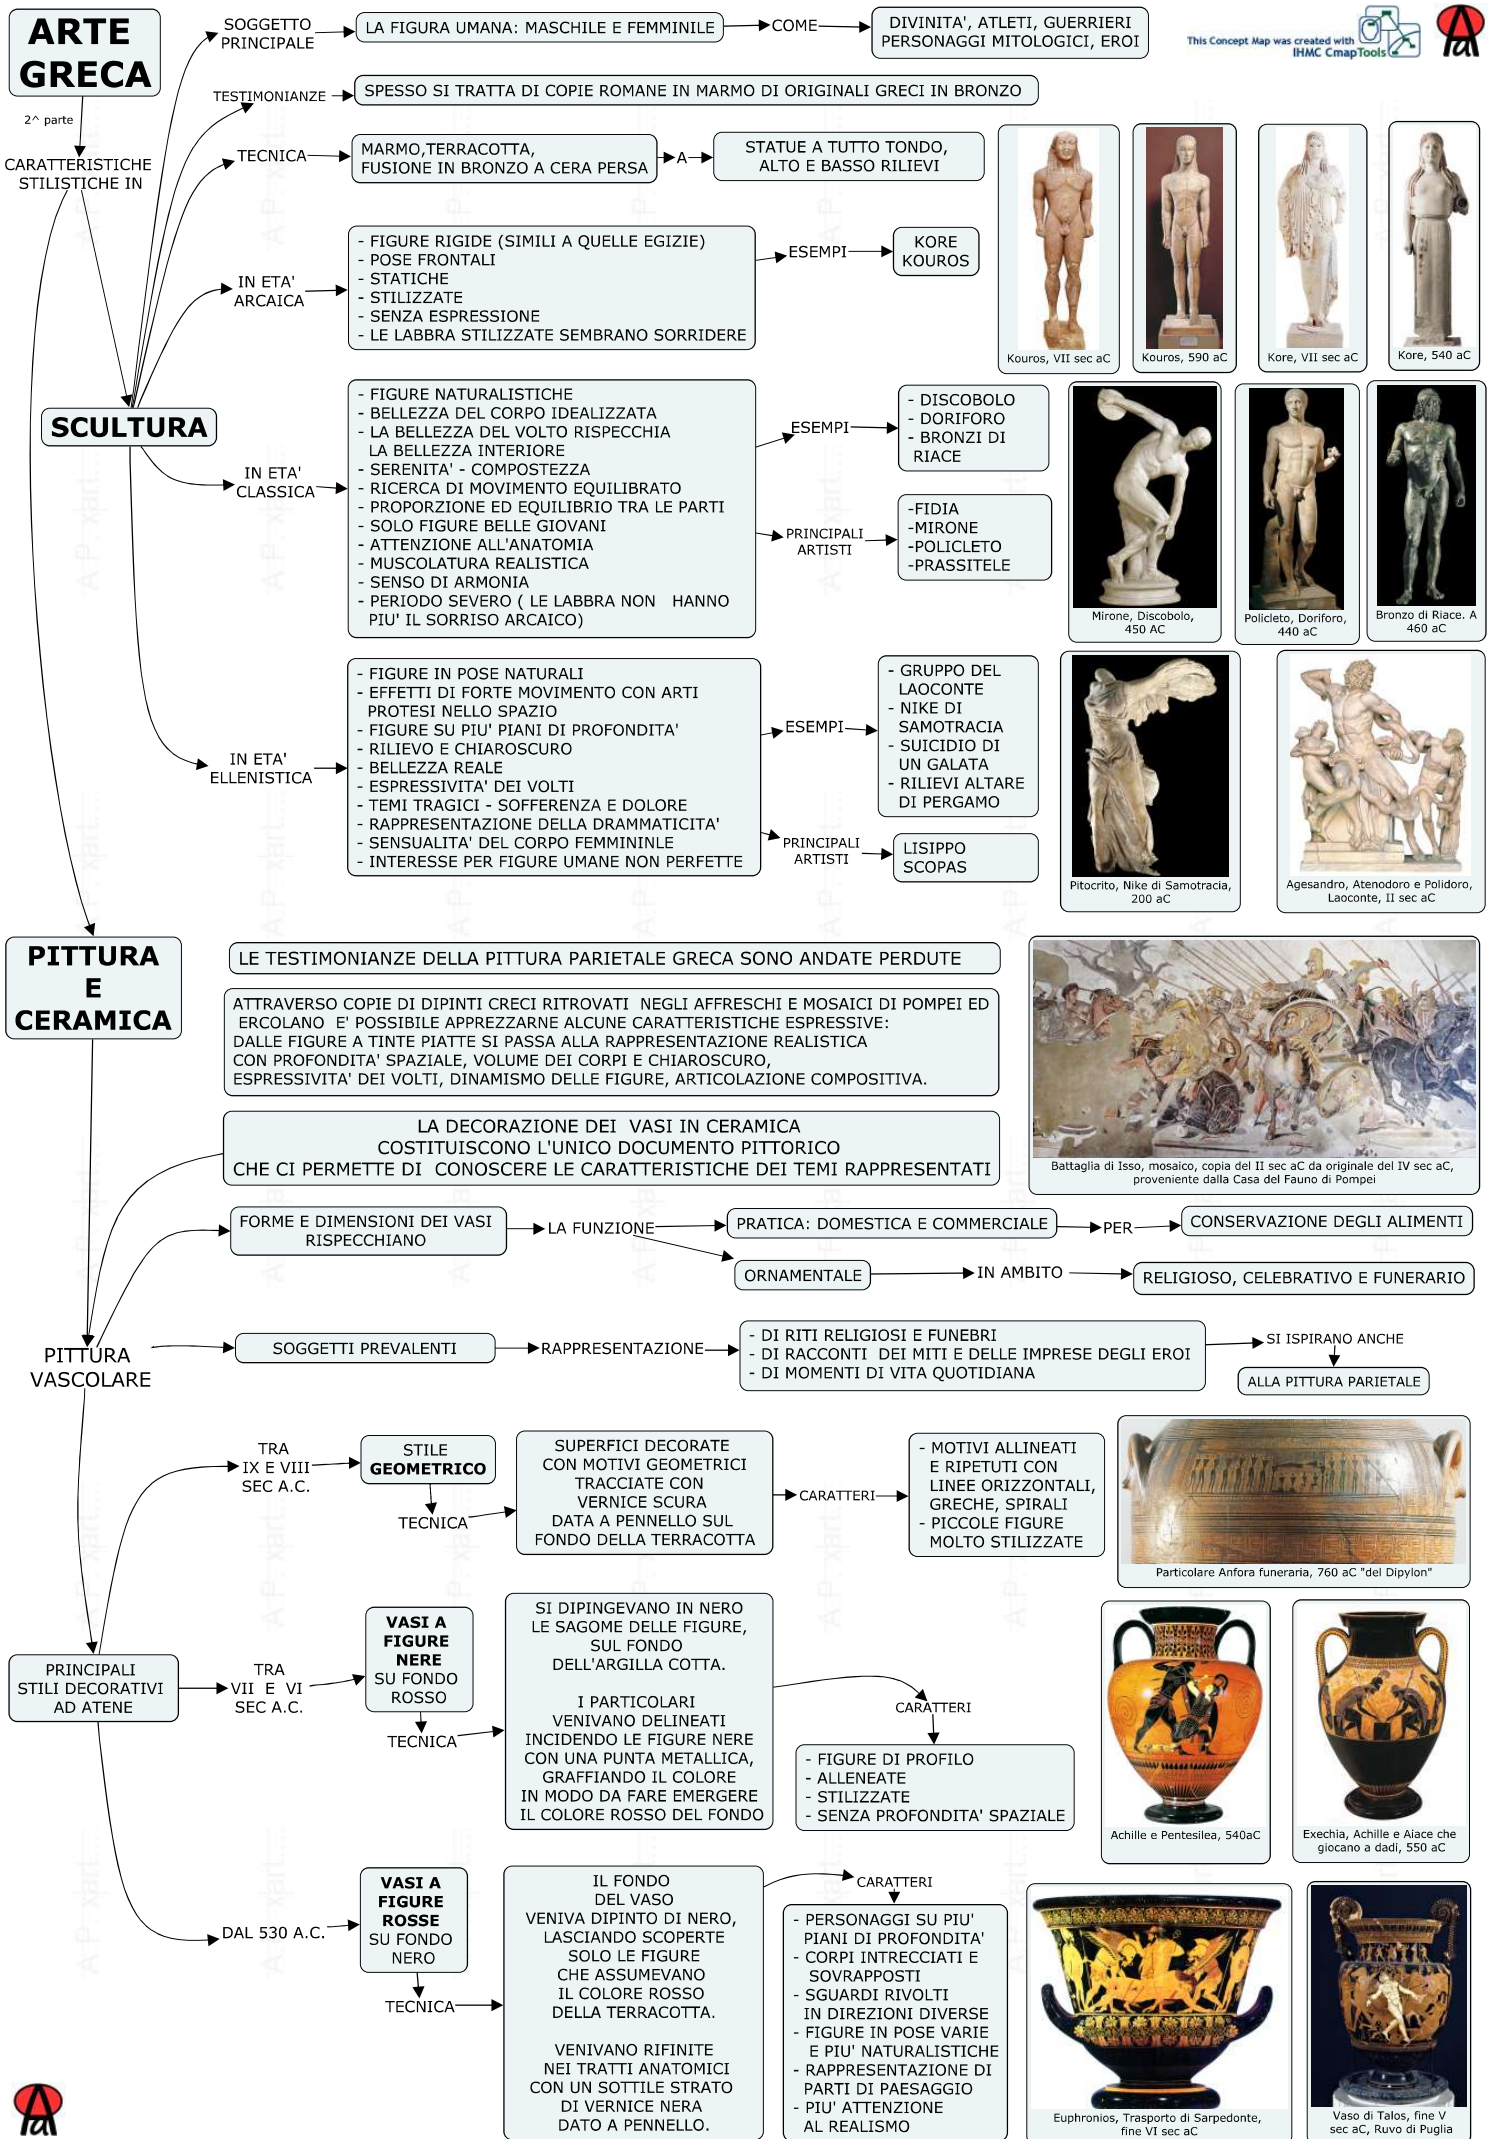 ARTE
GRECA
2^ parte
CARATTERISTICHE
STILISTICHE IN
This Concept Map was created with
IHMC CmapTools
SCULTURA
SOGGETTO
PRINCIPALE
LA FIGURA UMANA: MASCHILE E FEMMINILE
COME
DIVINITA', ATLETI, GUERRIERI
PERSONAGGI MITOLOGICI, EROI
TESTIMONIANZE
SPESSO SI TRATTA DI COPIE ROMANE IN MARMO DI ORIGINALI GRECI IN BRONZO
TECNICA
MARMO,TERRACOTTA,
FUSIONE IN BRONZO A CERA PERSA
A
STATUE A TUTTO TONDO,
ALTO E BASSO RILIEVI
IN ETA'
ARCAICA
- FIGURE RIGIDE (SIMILI A QUELLE EGIZIE)
- POSE FRONTALI
- STATICHE
- STILIZZATE
- SENZA ESPRESSIONE
- LE LABBRA STILIZZATE SEMBRANO SORRIDERE
ESEMPI
KORE
KOUROS
Kouros, VII sec aC
Kouros, 590 aC
Kore, VII sec aC
Kore, 540 aC
IN ETA'
CLASSICA
- FIGURE NATURALISTICHE
- BELLEZZA DEL CORPO IDEALIZZATA
- LA BELLEZZA DEL VOLTO RISPECCHIA
LA BELLEZZA INTERIORE
- SERENITA' - COMPOSTEZZA
- RICERCA DI MOVIMENTO EQUILIBRATO
- PROPORZIONE ED EQUILIBRIO TRA LE PARTI
- SOLO FIGURE BELLE GIOVANI
- ATTENZIONE ALL'ANATOMIA
- MUSCOLATURA REALISTICA
- SENSO DI ARMONIA
- PERIODO SEVERO ( LE LABBRA NON HANNO
PIU' IL SORRISO ARCAICO)
ESEMPI
- DISCOBOLO
- DORIFORO
- BRONZI DI
RIACE
PRINCIPALI
ARTISTI
-FIDIA
-MIRONE
-POLICLETO
-PRASSITELE
Mirone, Discobolo,
450 AC
Policleto, Doriforo,
440 aC
Bronzo di Riace. A
460 aC
IN ETA'
ELLENISTICA
- FIGURE IN POSE NATURALI
- EFFETTI DI FORTE MOVIMENTO CON ARTI
PROTESI NELLO SPAZIO
- FIGURE SU PIU' PIANI DI PROFONDITA'
- RILIEVO E CHIAROSCURO
- BELLEZZA REALE
- ESPRESSIVITA' DEI VOLTI
- TEMI TRAGICI - SOFFERENZA E DOLORE
- RAPPRESENTAZIONE DELLA DRAMMATICITA'
- SENSUALITA' DEL CORPO FEMMININLE
- INTERESSE PER FIGURE UMANE NON PERFETTE
ESEMPI
- GRUPPO DEL
LAOCONTE
- NIKE DI
SAMOTRACIA
- SUICIDIO DI
UN GALATA
- RILIEVI ALTARE
DI PERGAMO
PRINCIPALI
ARTISTI
LISIPPO
SCOPAS
Pitocrito, Nike di Samotracia,
200 aC
Agesandro, Atenodoro e Polidoro,
Laoconte, II sec aC
PITTURA
E
CERAMICA
LE TESTIMONIANZE DELLA PITTURA PARIETALE GRECA SONO ANDATE PERDUTE
ATTRAVERSO COPIE DI DIPINTI CRECI RITROVATI NEGLI AFFRESCHI E MOSAICI DI POMPEI ED
ERCOLANO E' POSSIBILE APPREZZARNE ALCUNE CARATTERISTICHE ESPRESSIVE:
DALLE FIGURE A TINTE PIATTE SI PASSA ALLA RAPPRESENTAZIONE REALISTICA
CON PROFONDITA' SPAZIALE, VOLUME DEI CORPI E CHIAROSCURO,
ESPRESSIVITA' DEI VOLTI, DINAMISMO DELLE FIGURE, ARTICOLAZIONE COMPOSITIVA.
LA DECORAZIONE DEI VASI IN CERAMICA
COSTITUISCONO L'UNICO DOCUMENTO PITTORICO
CHE CI PERMETTE DI CONOSCERE LE CARATTERISTICHE DEI TEMI RAPPRESENTATI
Battaglia di Isso, mosaico, copia del II sec aC da originale del IV sec aC,
proveniente dalla Casa del Fauno di Pompei
PITTURA
VASCOLARE
FORME E DIMENSIONI DEI VASI
RISPECCHIANO
LA FUNZIONE
PRATICA: DOMESTICA E COMMERCIALE
PER
CONSERVAZIONE DEGLI ALIMENTI
ORNAMENTALE
IN AMBITO
RELIGIOSO, CELEBRATIVO E FUNERARIO
SOGGETTI PREVALENTI
RAPPRESENTAZIONE
- DI RITI RELIGIOSI E FUNEBRI
- DI RACCONTI DEI MITI E DELLE IMPRESE DEGLI EROI
- DI MOMENTI DI VITA QUOTIDIANA
SI ISPIRANO ANCHE
ALLA PITTURA PARIETALE
PRINCIPALI
STILI DECORATIVI
AD ATENE
TRA
IX E VIII
SEC A.C.
STILE
GEOMETRICO
TECNICA
SUPERFICI DECORATE
CON MOTIVI GEOMETRICI
TRACCIATE CON
VERNICE SCURA
DATA A PENNELLO SUL
FONDO DELLA TERRACOTTA
CARATTERI
- MOTIVI ALLINEATI
E RIPETUTI CON
LINEE ORIZZONTALI,
GRECHE, SPIRALI
- PICCOLE FIGURE
MOLTO STILIZZATE
Particolare Anfora funeraria, 760 aC "del Dipylon"
TRA
VII E VI
SEC A.C.
VASI A
FIGURE
NERE
SU FONDO
ROSSO
TECNICA
SI DIPINGEVANO IN NERO
LE SAGOME DELLE FIGURE,
SUL FONDO
DELL'ARGILLA COTTA.
I PARTICOLARI
VENIVANO DELINEATI
INCIDENDO LE FIGURE NERE
CON UNA PUNTA METALLICA,
GRAFFIANDO IL COLORE
IN MODO DA FARE EMERGERE
IL COLORE ROSSO DEL FONDO
CARATTERI
- FIGURE DI PROFILO
- ALLENEATE
- STILIZZATE
- SENZA PROFONDITA' SPAZIALE
Achille e Pentesilea, 540aC
Exechia, Achille e Aiace che
giocano a dadi, 550 aC
DAL 530 A.C.
VASI A
FIGURE
ROSSE
SU FONDO
NERO
TECNICA
IL FONDO
DEL VASO
VENIVA DIPINTO DI NERO,
LASCIANDO SCOPERTE
SOLO LE FIGURE
CHE ASSUMEVANO
IL COLORE ROSSO
DELLA TERRACOTTA.
VENIVANO RIFINITE
NEI TRATTI ANATOMICI
CON UN SOTTILE STRATO
DI VERNICE NERA
DATO A PENNELLO.
CARATTERI
- PERSONAGGI SU PIU'
PIANI DI PROFONDITA'
- CORPI INTRECCIATI E
SOVRAPPOSTI
- SGUARDI RIVOLTI
IN DIREZIONI DIVERSE
- FIGURE IN POSE VARIE
E PIU' NATURALISTICHE
- RAPPRESENTAZIONE DI
PARTI DI PAESAGGIO
- PIU' ATTENZIONE
AL REALISMO
Euphronios, Trasporto di Sarpedonte,
fine VI sec aC
Vaso di Talos, fine V
sec aC, Ruvo di Puglia